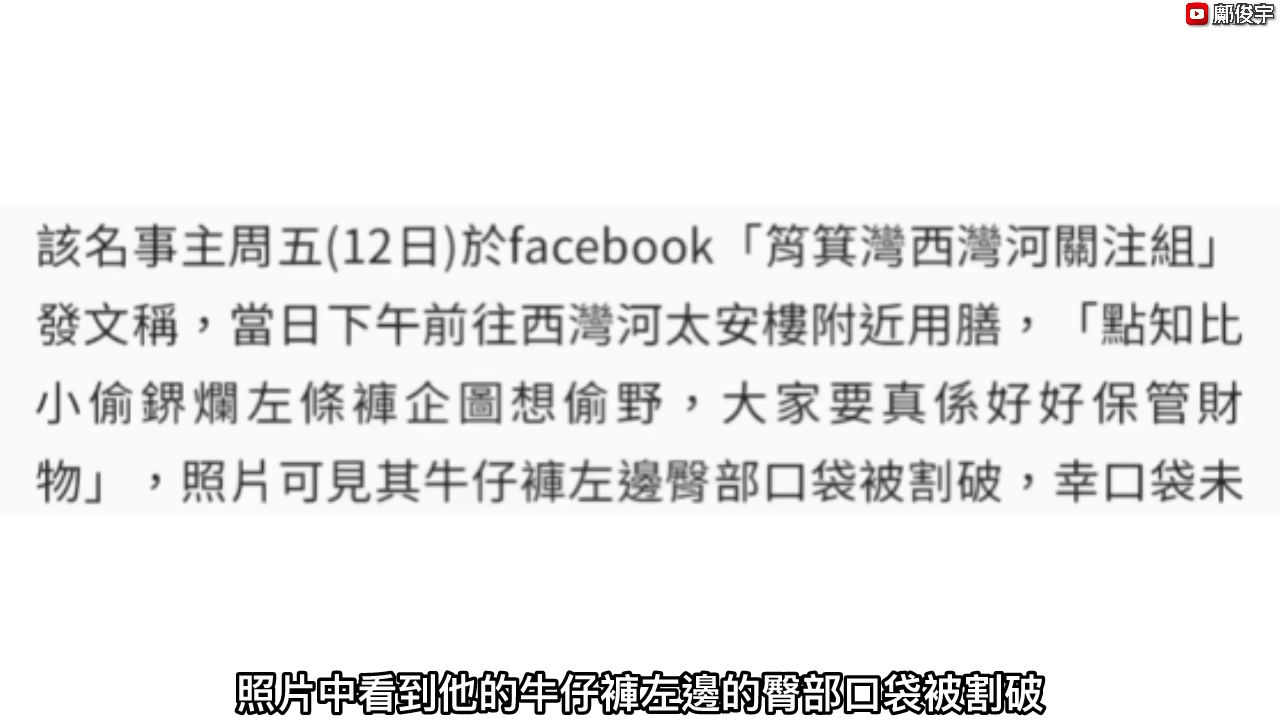 鄺俊宇
該名事主周五(12日)於facebook「筲箕灣西灣河關注組」
發文稱，當日下午前往西灣河太安樓附近用膳，「點知比
小偷𠝹爛左條褲企圖想偷野，大家要真係好好保管財
物」，照片可見其牛仔褲左邊臀部口袋被割破，幸口袋未
照片中看到他的牛仔褲左邊的臀部口袋被割破